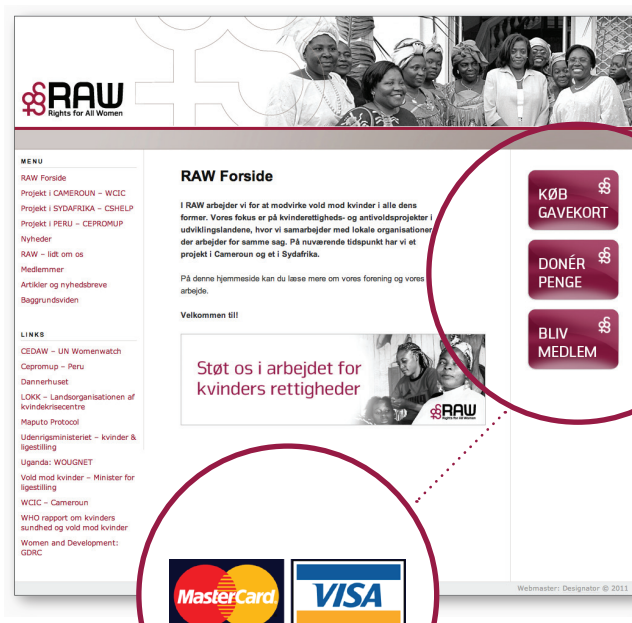 RAW
Rights for All Women
MENU
RAW Forside
Projekt i CAMEROUN – WCIC
Projekt i SYDAFRIKA – CSHELP
Projekt i PERU – CEPROMUP
Nyheder
RAW – lidt om os
Medlemmer
Artikler og nyhedsbreve
Baggrundsviden
LINKS
CEDAW – UN Womenwatch
Cepromup – Peru
Dannerhuset
LOKK – Landsorganisationen af
kvindekrisecentre
Maputo Protocol
Udenrigsministeriet – kvinder &
ligestilling
Uganda: WOUGNET
Vold mod kvinder – Minister for
ligestilling
WCIC – Cameroun
WHO rapport om kvinders
sundhed og vold mod kvinder
Women and Development:
GDRC
RAW Forside
I RAW arbejder vi for at modvirke vold mod kvinder i alle dens
former. Vores fokus er på kvinderettigheds- og antivoldsprojekter i
udviklingslandene, hvor vi samarbejder med lokale organisationer
der arbejder for samme sag. På nuværende tidspunkt har vi et
projekt i Cameroun og et i Sydafrika.
På denne hjemmeside kan du læse mere om vores forening og vores
arbejde.
Velkommen til!
Støt os i arbejdet for
kvinders rettigheder
RAW
Rights for All Women
KØB
GAVEKORT
DONÉR
PENGE
BLIV
MEDLEM
MasterCard
VISA
Webmaster: Designator © 2011